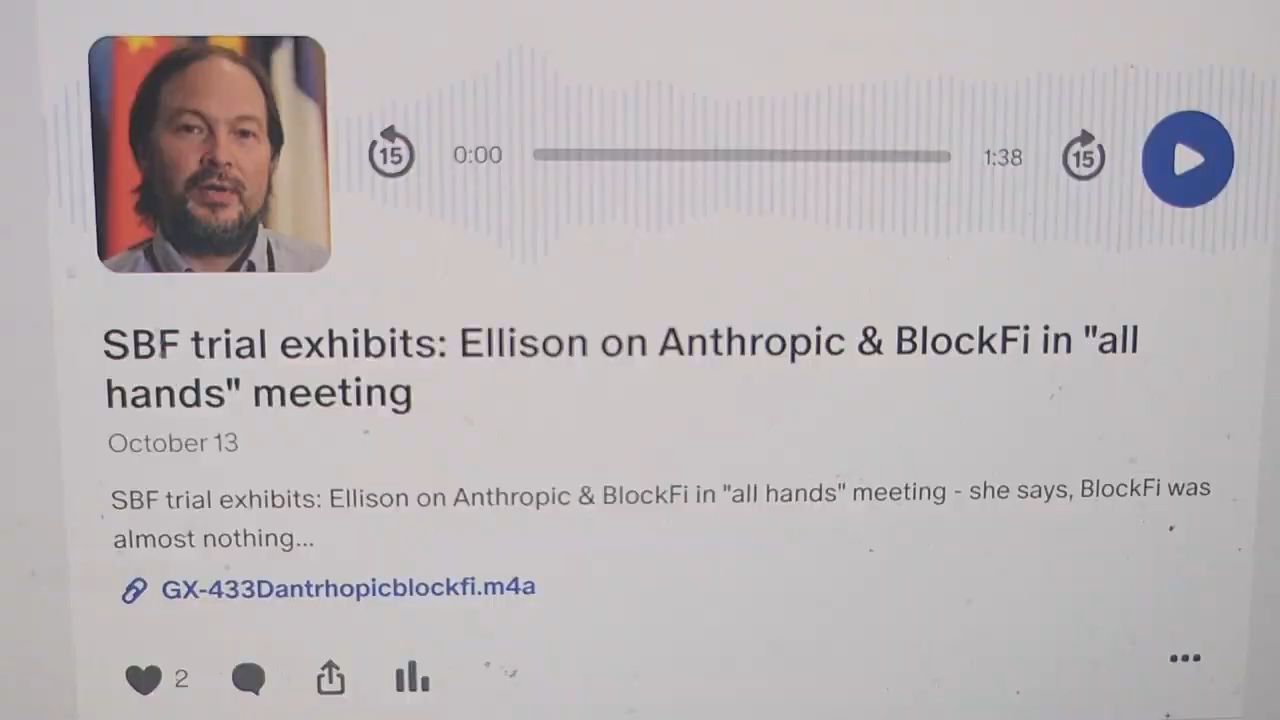 15
0:00
1:38
15
SBF trial exhibits: Ellison on Anthropic & BlockFi in "all
hands" meeting
October 13
SBF trial exhibits: Ellison on Anthropic & BlockFi in "all hands" meeting - she says, BlockFi was
almost nothing...
GX-433Dantrhopicblockfi.m4a
2